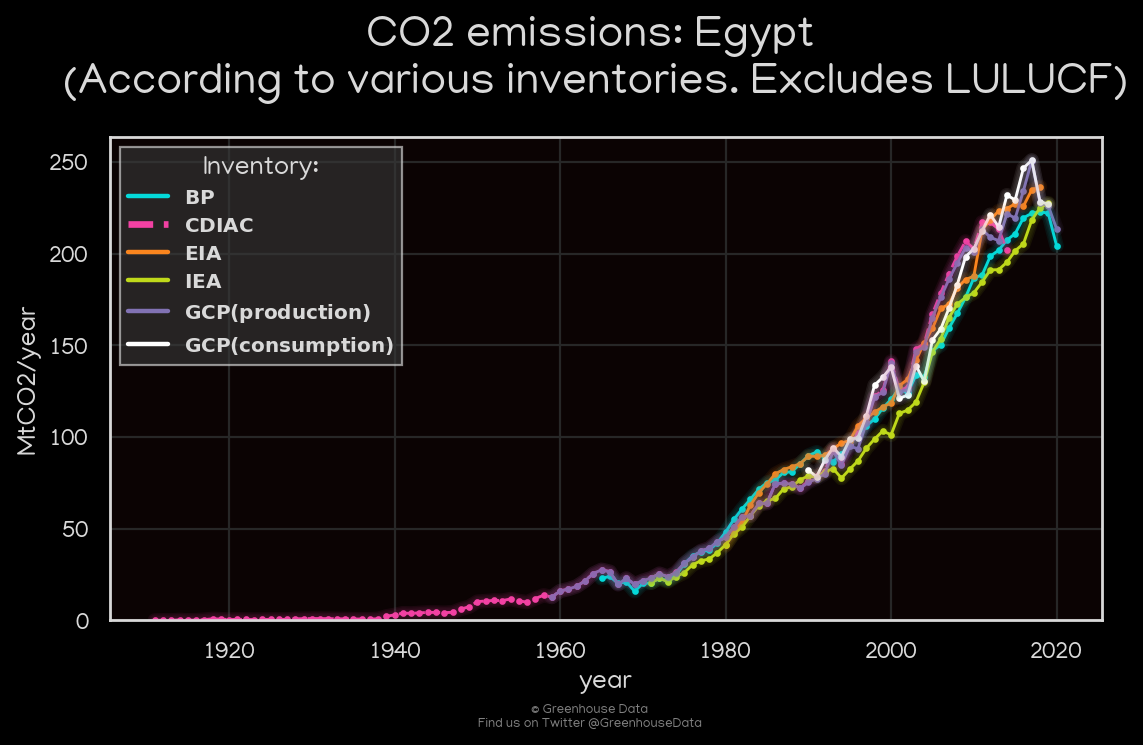 CO2 emissions: Egypt
(According to various inventories. Excludes LULUCF)
Inventory:
BP
CDIAC
EIA
IEA
GCP(production)
GCP(consumption)
MtCO2/year
250
200
150
100
50
0
1920 1940 1960 1980 2000 2020
year
© Greenhouse Data
Find us on Twitter @GreenhouseData